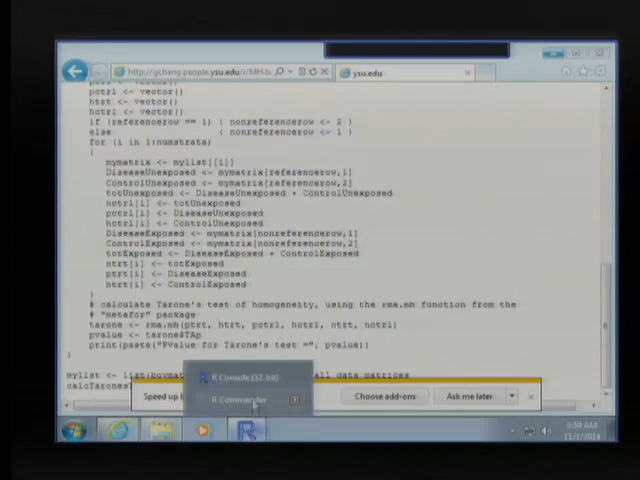 http://gchang.people.ysu.edu/r/MH.tx
ysu.edu
pctrl <- vector()
htrt <- vector()
hctrl <- vector()
if (referencerow == 1) { nonreferencerow <- 2 }
else { nonreferencerow <- 1 }
for (i in 1:numstrata)
{
mymatrix <- mylist[[i]]
DiseaseUnexposed <- mymatrix[referencerow,1]
ControlUnexposed <- mymatrix[referencerow,2]
totUnexposed <- DiseaseUnexposed + ControlUnexposed
nctrl[i] <- totUnexposed
pctrl[i] <- DiseaseUnexposed
hctrl[i] <- ControlUnexposed
DiseaseExposed <- mymatrix[nonreferencerow,1]
ControlExposed <- mymatrix[nonreferencerow,2]
totExposed <- DiseaseExposed + ControlExposed
ntrt[i] <- totExposed
ptrt[i] <- DiseaseExposed
htrt[i] <- ControlExposed
}
# calculate Tarone's test of homogeneity, using the rma.mh function from the
# "metafor" package
tarone <- rma.mh(ptrt, htrt, pctrl, hctrl, ntrt, nctrl)
pvalue <- tarone$TAp
print(paste("Pvalue for Tarone's test =", pvalue))
}
mylist <- list( all data matrices
calcTarones
R Console (32-bit)
R Commander
Speed up
Choose add-ons
Ask me later
9:59 AM
11/1/2014